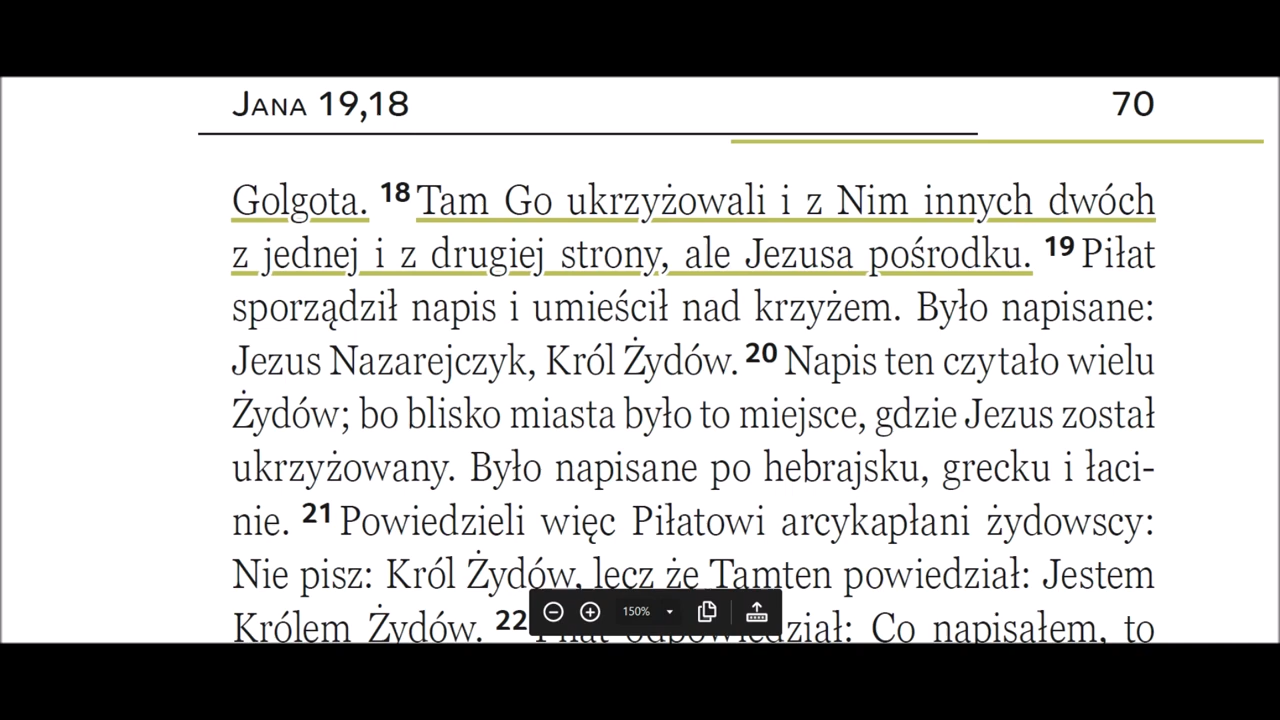 Jana 19,18 70
Golgota. 18 Tam Go ukrzyżowali i z Nim innych dwóch
z jednej i z drugiej strony, ale Jezusa pośrodku. 19 Piłat
sporządził napis i umieścił nad krzyżem. Było napisane:
Jezus Nazarejczyk, Król Żydów. 20 Napis ten czytało wielu
Żydów; bo blisko miasta było to miejsce, gdzie Jezus został
ukrzyżowany. Było napisane po hebrajsku, grecku i łaci-
nie. 21 Powiedzieli więc Piłatowi arcykapłani żydowscy:
Nie pisz: Król Żydów, lecz że Tamten powiedział: Jestem
Królem Żydów. 22 Piłat odpowiedział: Co napisałem, to
150%